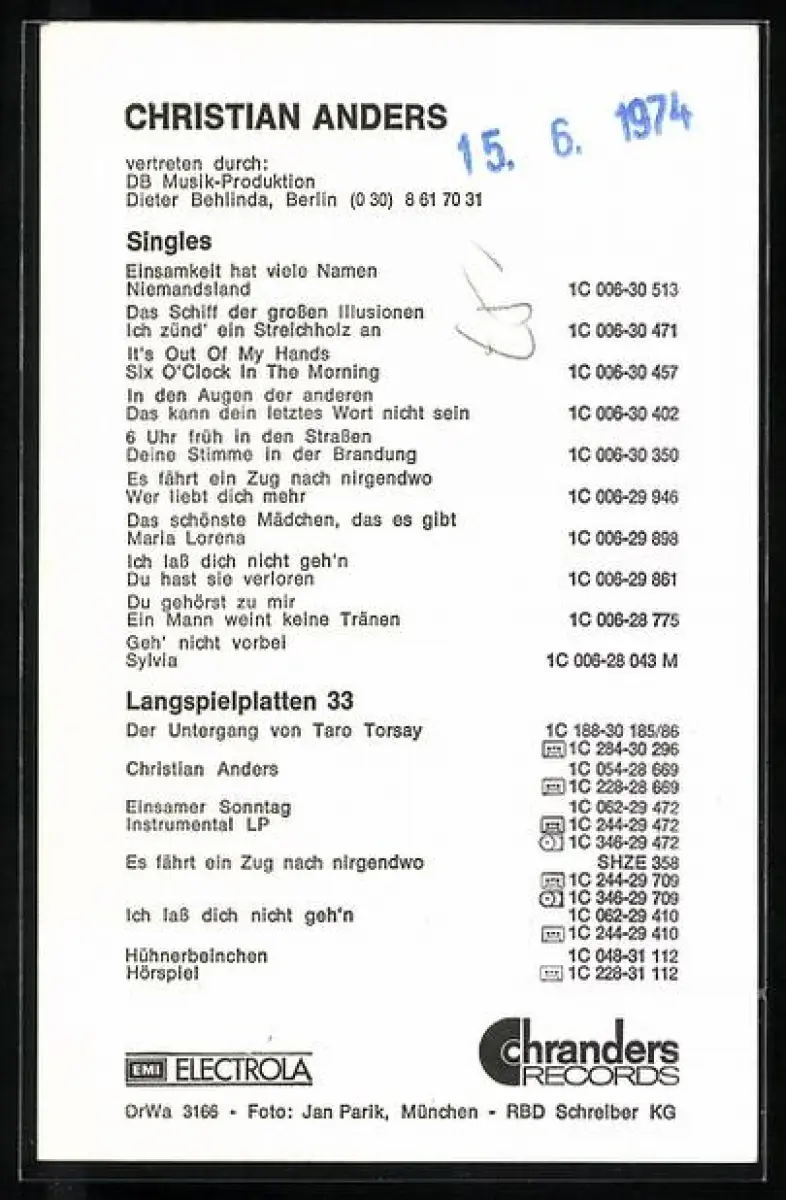 CHRISTIAN ANDERS
15. 6. 1974
vertreten durch:
DB Musik-Produktion
Dieter Behlinda, Berlin (0 30) 8 61 70 31
Singles
Einsamkeit hat viele Namen
Niemandsland 1C 006-30 513
Das Schiff der großen Illusionen
Ich zünd' ein Streichholz an 1C 006-30 471
It's Out Of My Hands
Six O'Clock In The Morning 1C 006-30 457
In den Augen der anderen
Das kann dein letztes Wort nicht sein 1C 006-30 402
6 Uhr früh in den Straßen
Deine Stimme in der Brandung 1C 006-30 350
Es fährt ein Zug nach nirgendwo
Wer liebt dich mehr 1C 006-29 946
Das schönste Mädchen, das es gibt
Maria Lorena 1C 006-29 898
Ich laß dich nicht geh'n
Du hast sie verloren 1C 006-29 861
Du gehörst zu mir
Ein Mann weint keine Tränen 1C 006-28 775
Geh' nicht vorbei
Sylvia 1C 006-28 043 M
Langspielplatten 33
Der Untergang von Taro Torsay 1C 188-30 185/86
1C 284-30 296
Christian Anders 1C 054-28 669
1C 228-28 669
Einsamer Sonntag 1C 062-29 472
Instrumental LP 1C 244-29 472
1C 346-29 472
Es fährt ein Zug nach nirgendwo SHZE 358
1C 244-29 709
1C 346-29 709
Ich laß dich nicht geh'n 1C 062-29 410
1C 244-29 410
Hühnerbeinchen 1C 048-31 112
Hörspiel 1C 228-31 112
EMI ELECTROLA
Chranders
RECORDS
OrWa 3166 - Foto: Jan Parik, München - RBD Schreiber KG